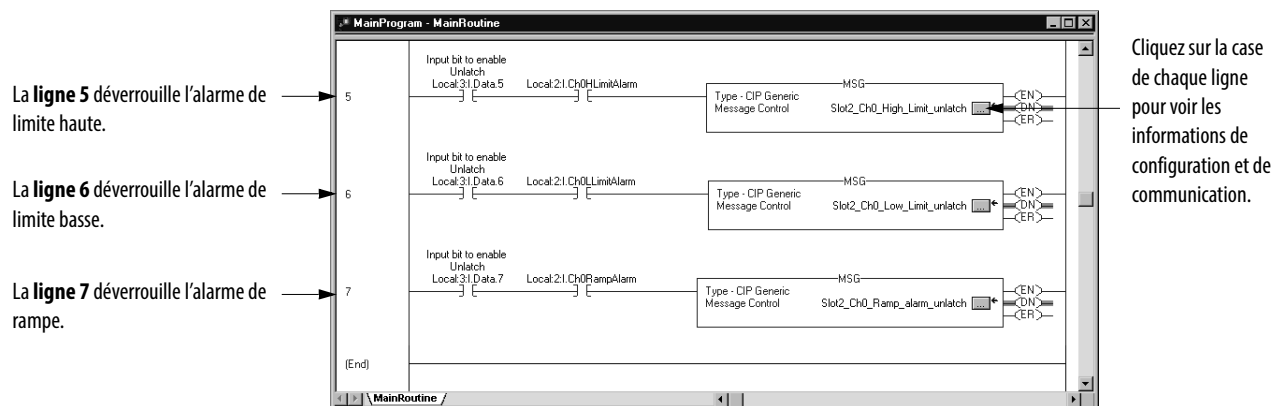 MainProgram - MainRoutine
La ligne 5 déverrouille l’alarme de
limite haute.
5
Input bit to enable
Unlatch
Local:3:I.Data.5
Local:2:I.Ch0HLimitAlarm
MSG
Type - CIP Generic
Message Control
Slot2_Ch0_High_Limit_unlatch
...
EN
DN
ER
Cliquez sur la case
de chaque ligne
pour voir les
informations de
configuration et de
communication.
La ligne 6 déverrouille l’alarme de
limite basse.
6
Input bit to enable
Unlatch
Local:3:I.Data.6
Local:2:I.Ch0LLimitAlarm
MSG
Type - CIP Generic
Message Control
Slot2_Ch0_Low_Limit_unlatch
...
EN
DN
ER
La ligne 7 déverrouille l’alarme de
rampe.
7
Input bit to enable
Unlatch
Local:3:I.Data.7
Local:2:I.Ch0RampAlarm
MSG
Type - CIP Generic
Message Control
Slot2_Ch0_Ramp_alarm_unlatch
...
EN
DN
ER
(End)
MainRoutine